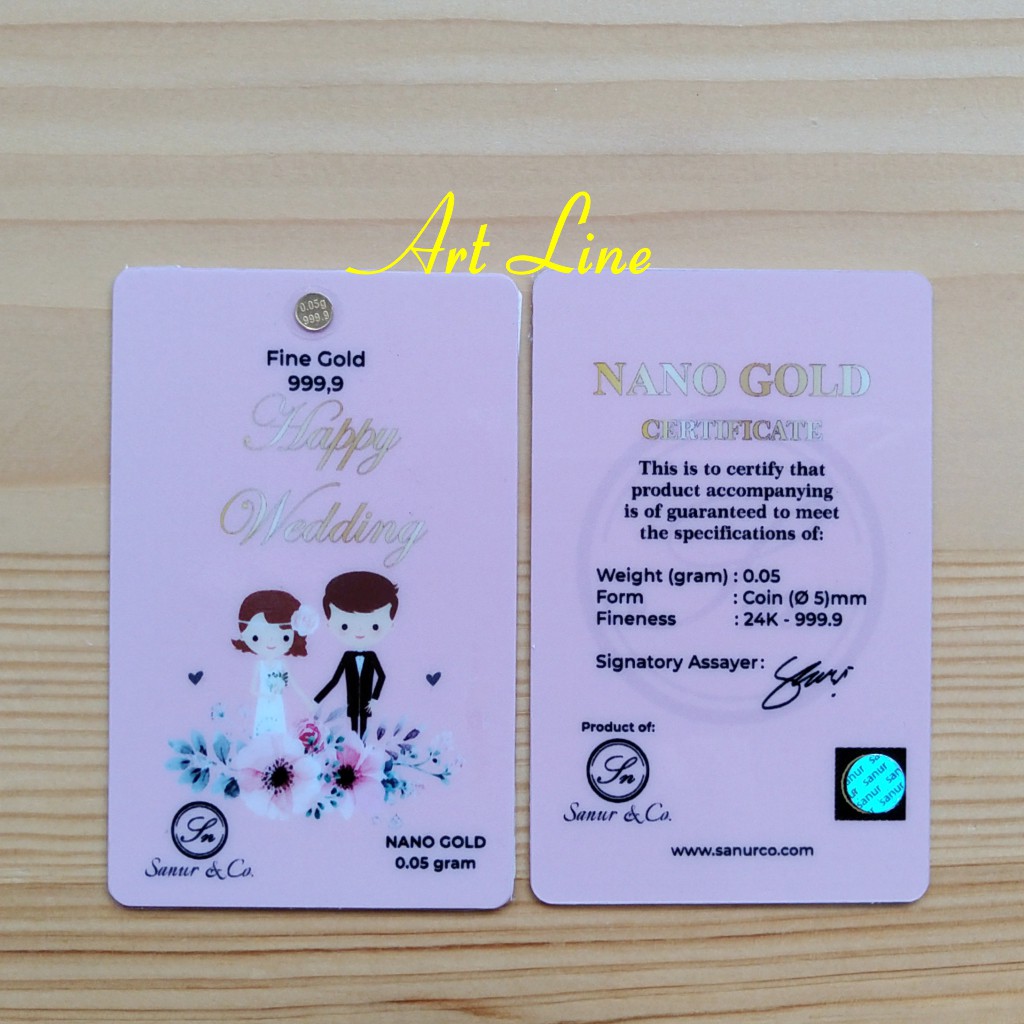 Art Line
0.05g
999.9
Fine Gold
999,9
Happy
Wedding
Sn
Sanur & Co.
NANO GOLD
0.05 gram
NANO GOLD
CERTIFICATE
This is to certify that
product accompanying
is of guaranteed to meet
the specifications of:
Weight (gram) : 0.05
Form : Coin (Ø 5)mm
Fineness : 24K - 999.9
Signatory Assayer :
Product of:
Sn
Sanur & Co.
sanur
sanur
sanur
www.sanurco.com